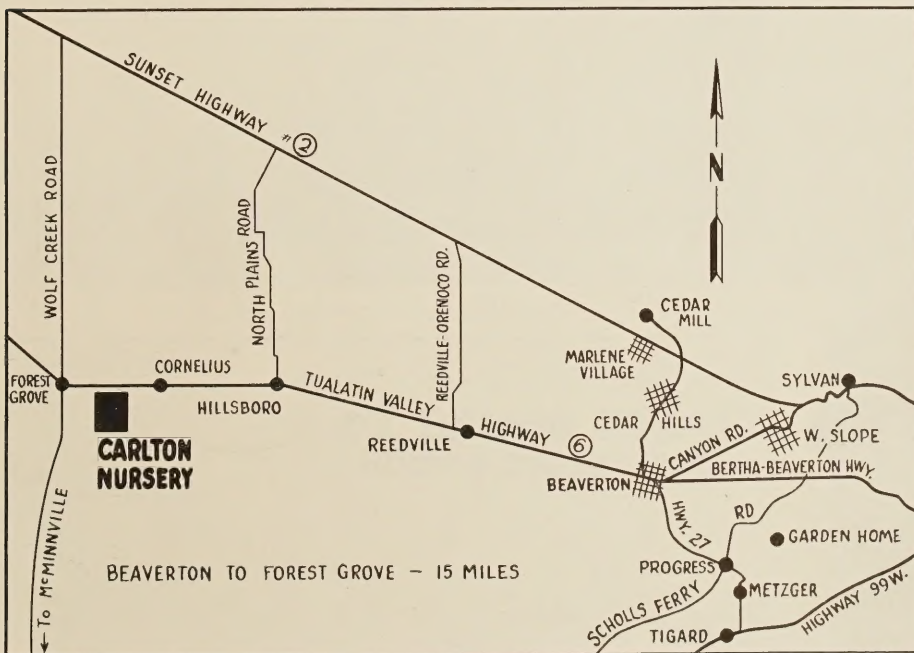 SUNSET HIGHWAY #2
N
WOLF CREEK ROAD
NORTH PLAINS ROAD
REEDVILLE-ORENOCO RD.
CEDAR
MILL
MARLENE
VILLAGE
SYLVAN
FOREST
GROVE
CORNELIUS
HILLSBORO
TUALATIN VALLEY
HIGHWAY 6
CEDAR HILLS
CANYON RD.
W. SLOPE
CARLTON
NURSERY
REEDVILLE
BEAVERTON
BERTHA-BEAVERTON HWY.
HWY. 27
RD
GARDEN HOME
BEAVERTON TO FOREST GROVE - 15 MILES
PROGRESS
METZGER
SCHOLLS FERRY
HIGHWAY 99W.
TIGARD
← TO McMINNVILLE